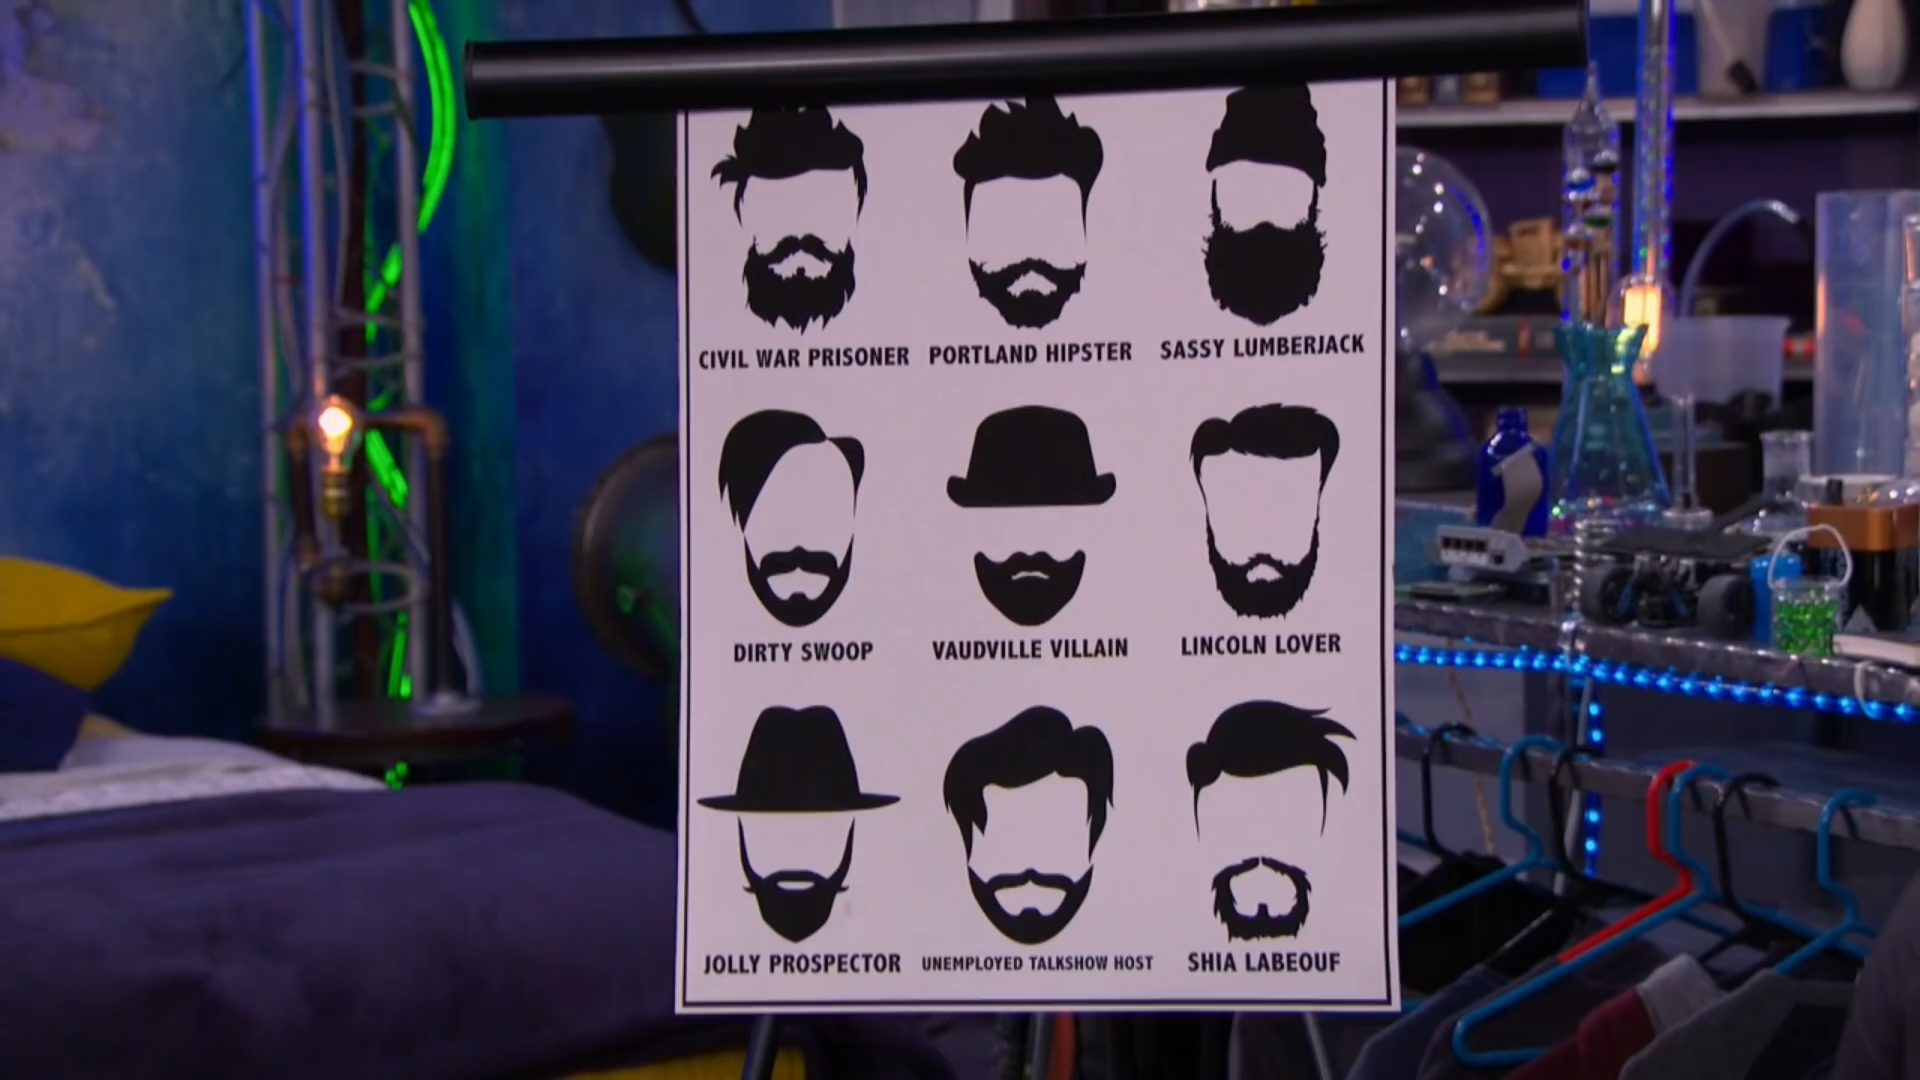 CIVIL WAR PRISONER PORTLAND HIPSTER SASSY LUMBERJACK
DIRTY SWOOP VAUDVILLE VILLAIN LINCOLN LOVER
JOLLY PROSPECTOR UNEMPLOYED TALKSHOW HOST SHIA LABEOUF